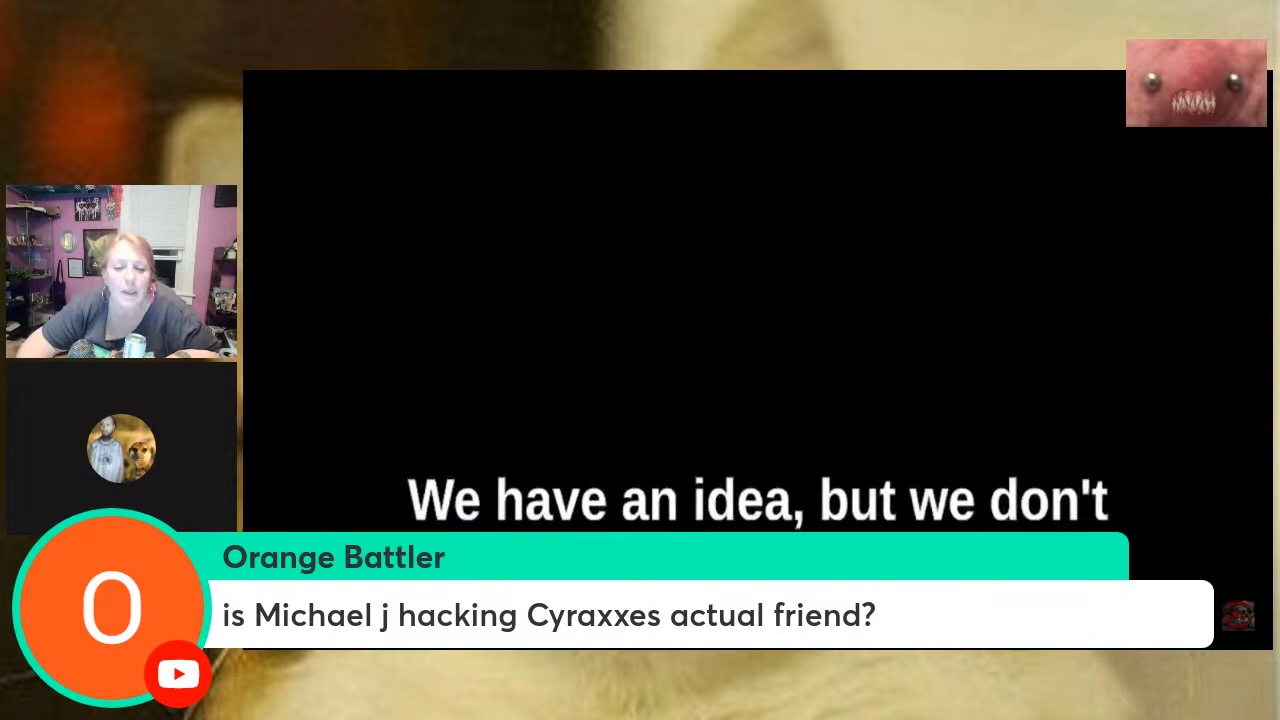 We have an idea, but we don't
Orange Battler
O
is Michael j hacking Cyraxxes actual friend?